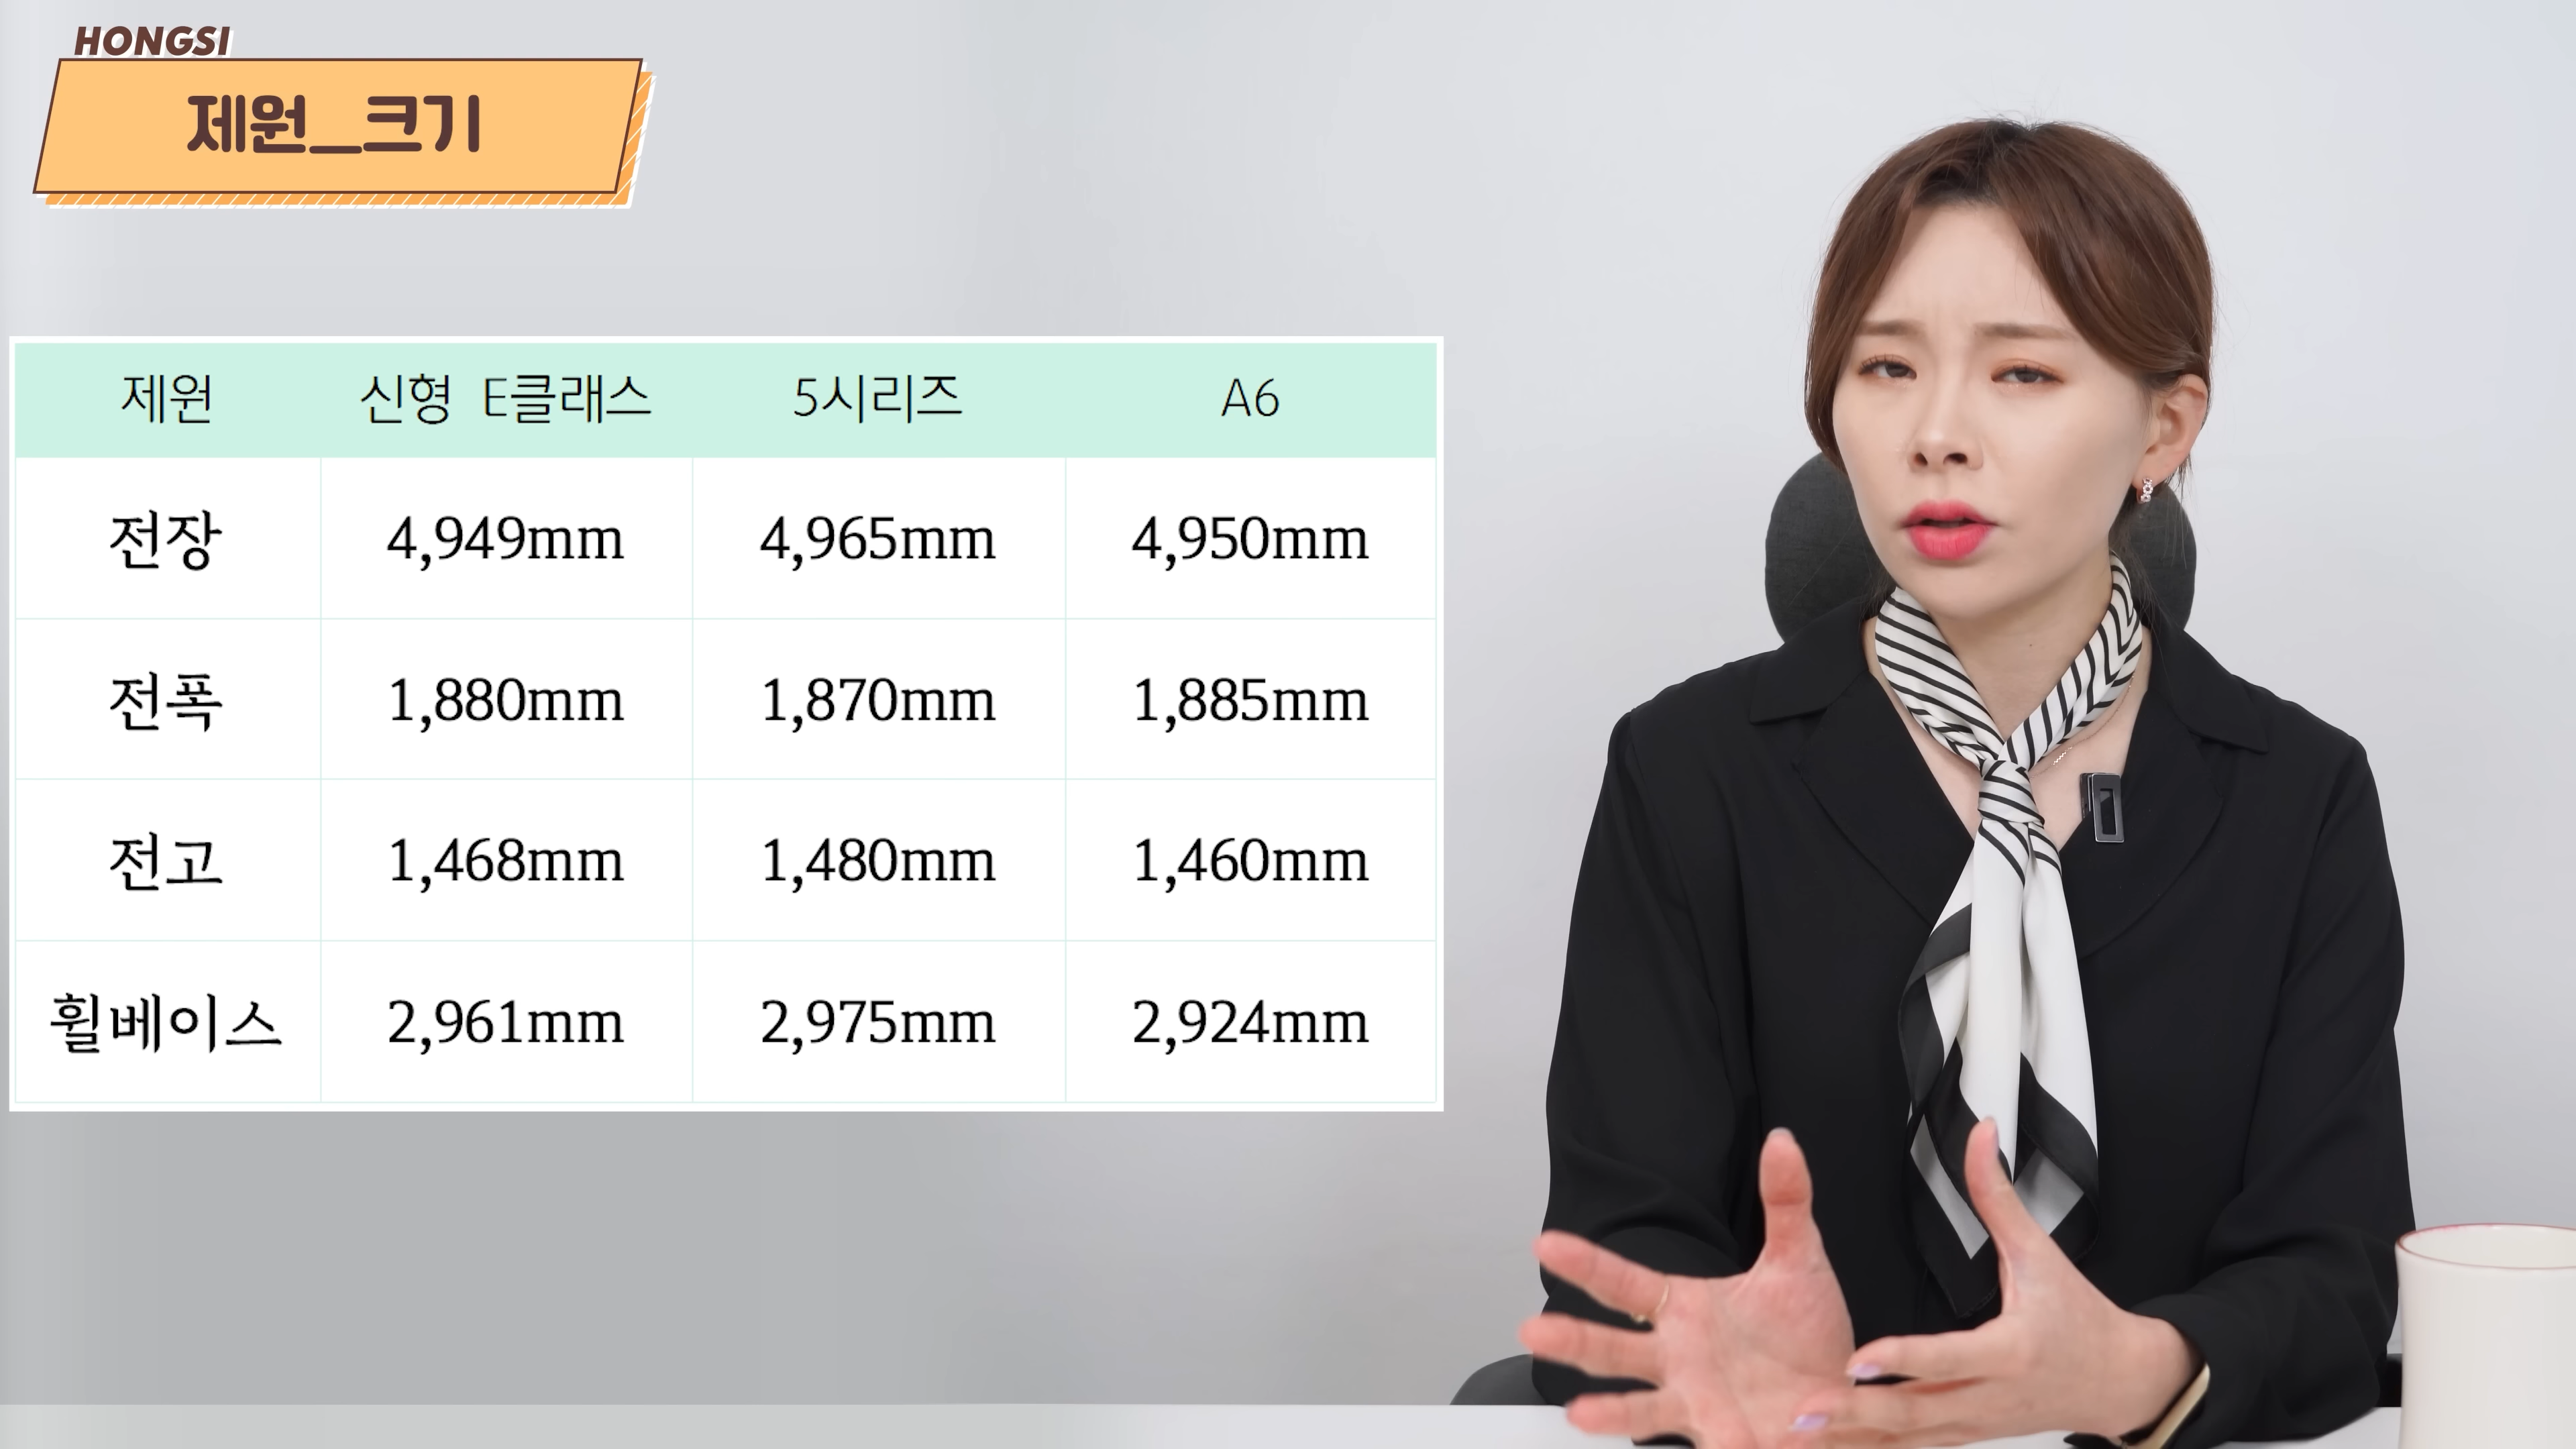 HONGSI
제원_크기
제원 신형 E클래스 5시리즈 A6
전장 4,949mm 4,965mm 4,950mm
전폭 1,880mm 1,870mm 1,885mm
전고 1,468mm 1,480mm 1,460mm
휠베이스 2,961mm 2,975mm 2,924mm